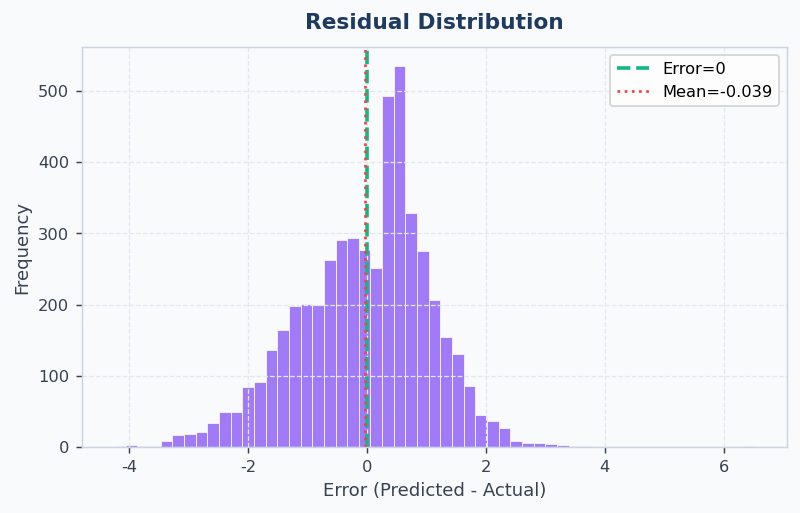 Residual Distribution
Error=0
Mean=-0.039
Frequency
500
400
300
200
100
0
-4
-2
0
2
4
6
Error (Predicted - Actual)